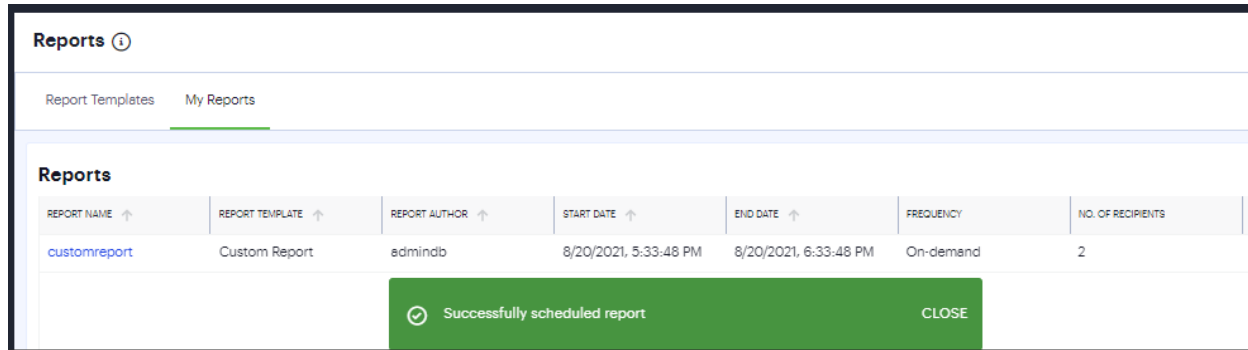 Reports
Report Templates My Reports
Reports
REPORT NAME REPORT TEMPLATE REPORT AUTHOR START DATE END DATE FREQUENCY NO. OF RECIPIENTS
customreport Custom Report admindb 8/20/2021, 5:33:48 PM 8/20/2021, 6:33:48 PM On-demand 2
Successfully scheduled report CLOSE